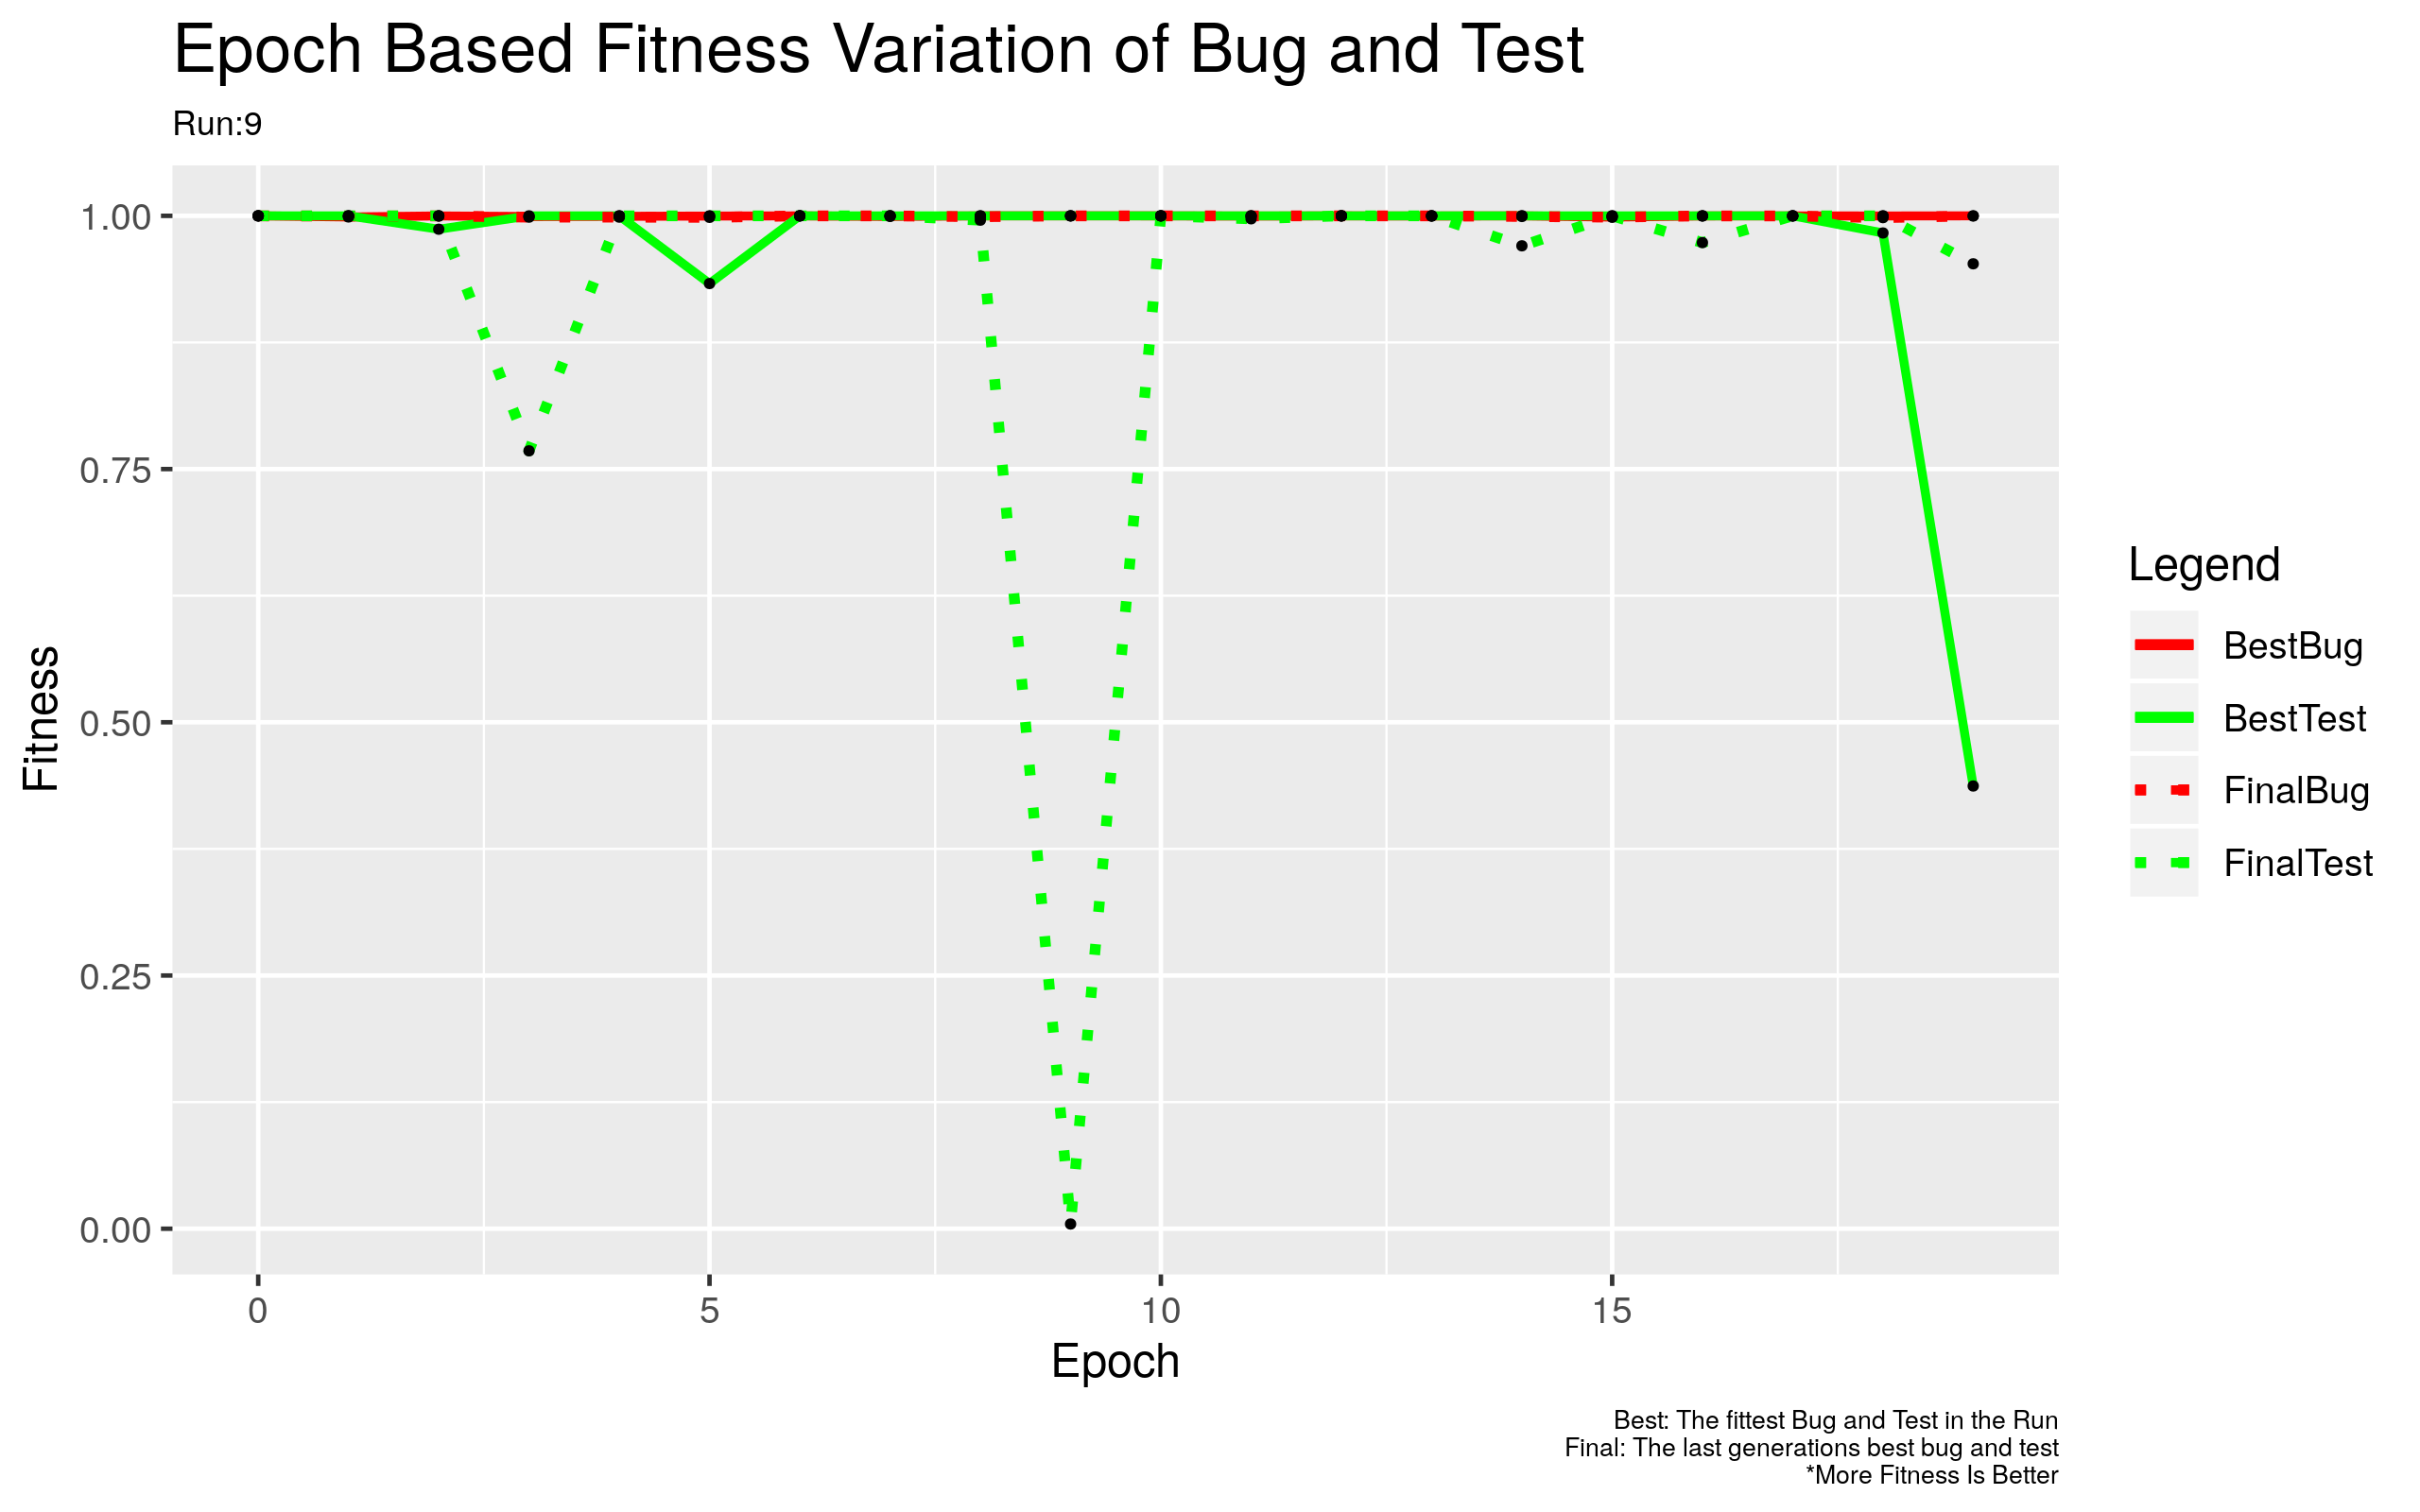 Epoch Based Fitness Variation of Bug and Test
Run:9
1.00
0.75
0.50
0.25
0.00
Fitness
0
5
10
15
Epoch
Legend
BestBug
BestTest
FinalBug
FinalTest
Best: The fittest Bug and Test in the Run
Final: The last generations best bug and test
*More Fitness Is Better